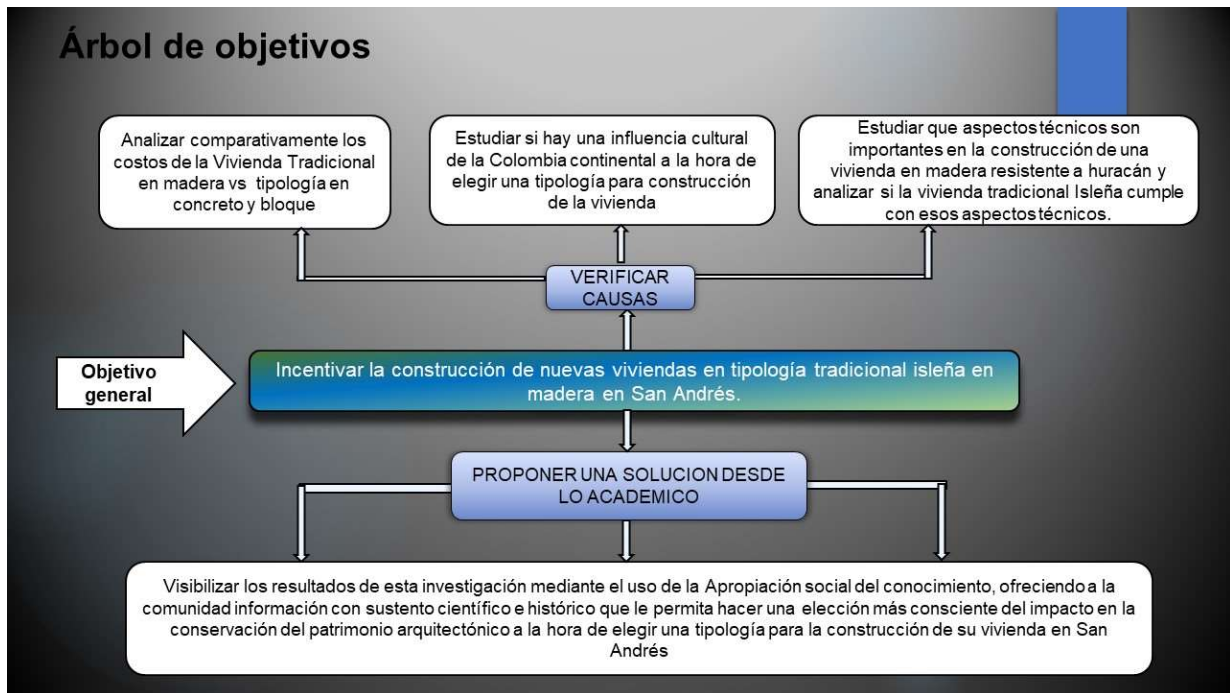 Árbol de objetivos
Analizar comparativamente los
costos de la Vivienda Tradicional
en madera vs tipología en
concreto y bloque
Estudiar si hay una influencia cultural
de la Colombia continental a la hora de
elegir una tipología para construcción
de la vivienda
Estudiar que aspectos técnicos son
importantes en la construcción de una
vivienda en madera resistente a huracán y
analizar si la vivienda tradicional Isleña cumple
con esos aspectos técnicos.
VERIFICAR
CAUSAS
Objetivo
general
Incentivar la construcción de nuevas viviendas en tipología tradicional isleña en
madera en San Andrés.
PROPONER UNA SOLUCION DESDE
LO ACADEMICO
Visibilizar los resultados de esta investigación mediante el uso de la Apropiación social del conocimiento, ofreciendo a la
comunidad información con sustento científico e histórico que le permita hacer una elección más consciente del impacto en la
conservación del patrimonio arquitectónico a la hora de elegir una tipología para la construcción de su vivienda en San
Andrés